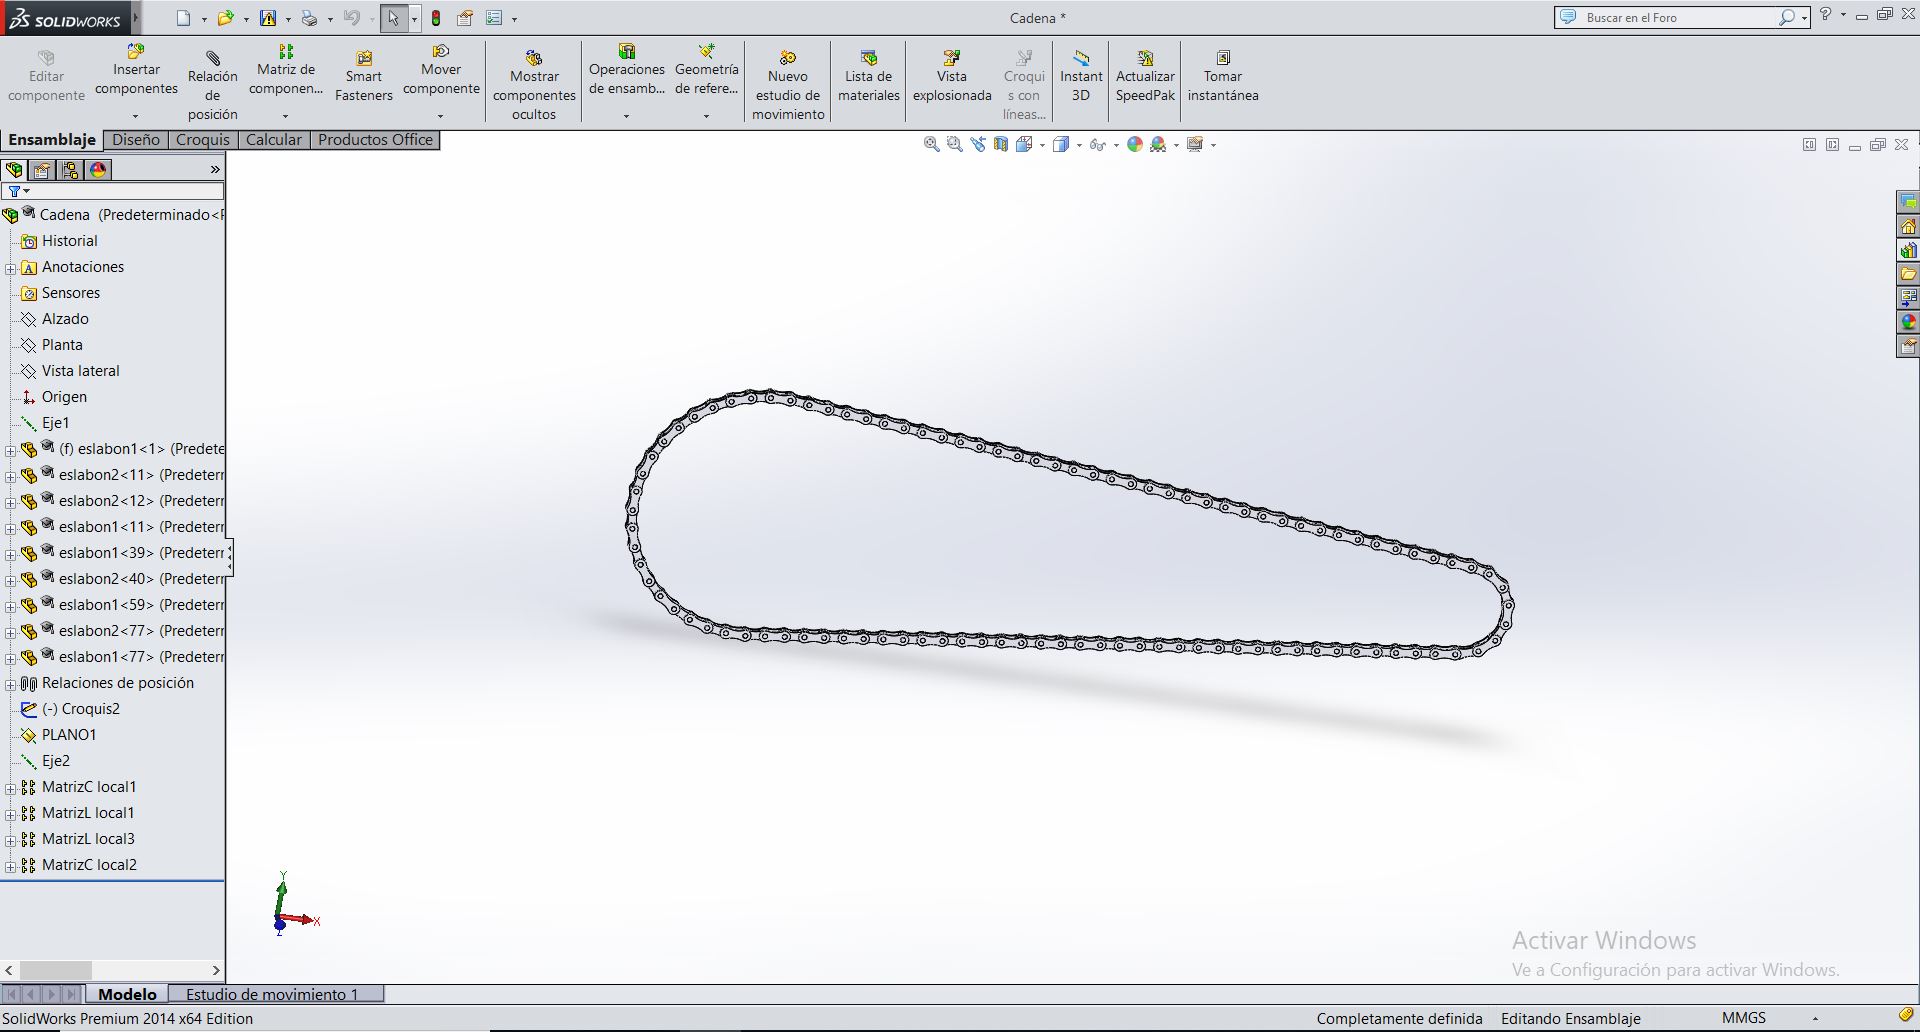 SOLIDWORKS
Cadena *
Buscar en el Foro
Editar componente
Insertar componentes
Relación de posición
Matriz de componen...
Smart Fasteners
Mover componente
Mostrar componentes ocultos
Operaciones de ensamb...
Geometría de refere...
Nuevo estudio de movimiento
Lista de materiales
Vista explosionada
Croqui s con líneas...
Instant 3D
Actualizar SpeedPak
Tomar instantánea
Ensamblaje Diseño Croquis Calcular Productos Office
Cadena (Predeterminado<
Historial
Anotaciones
Sensores
Alzado
Planta
Vista lateral
Origen
Eje1
(f) eslabon1<1> (Predete
eslabon2<11> (Predeterr
eslabon2<12> (Predeterr
eslabon1<11> (Predeterr
eslabon1<39> (Predeterr
eslabon2<40> (Predeterr
eslabon1<59> (Predeterr
eslabon2<77> (Predeterr
eslabon1<77> (Predeterr
Relaciones de posición
(-) Croquis2
PLANO1
Eje2
MatrizC local1
MatrizL local1
MatrizL local3
MatrizC local2
Y
X
Z
Activar Windows
Ve a Configuración para activar Windows.
Modelo Estudio de movimiento 1
SolidWorks Premium 2014 x64 Edition Completamente definida Editando Ensamblaje MMGS